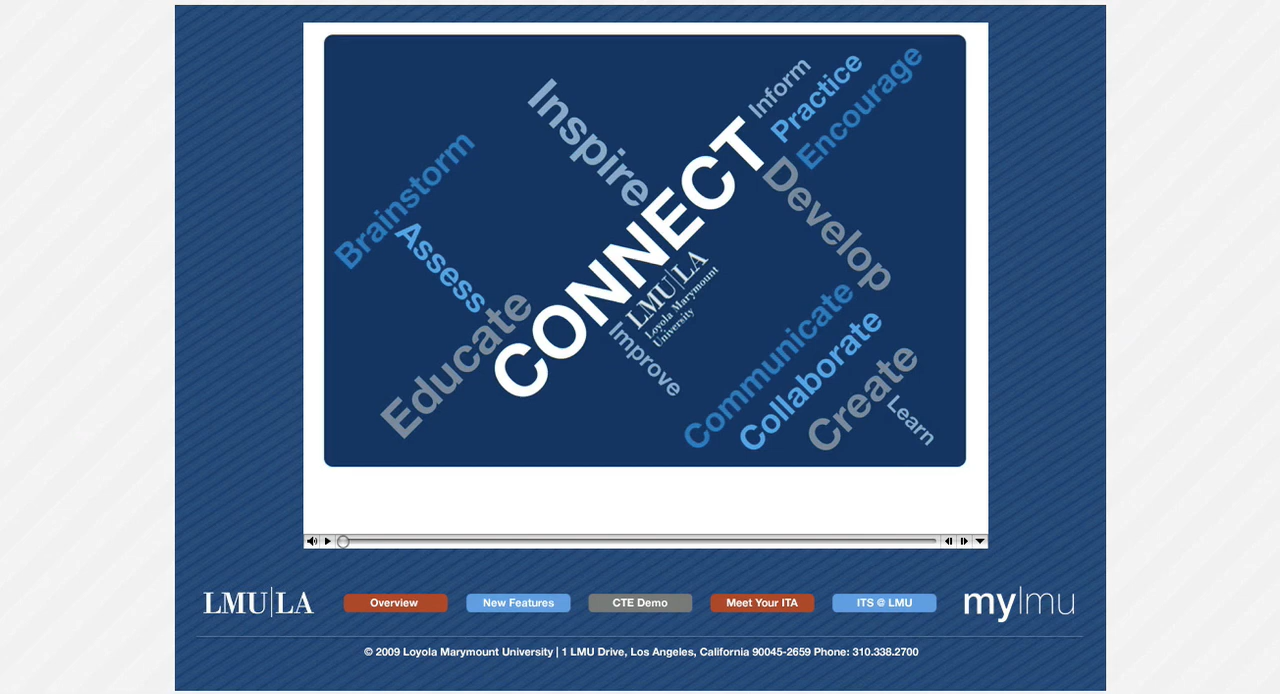 Inform
Practice
Encourage
Inspire
Brainstorm
CONNECT
Develop
Assess
LMU|LA
Loyola Marymount
University
Educate
Improve
Communicate
Collaborate
Create
Learn
LMU|LA
Overview
New Features
CTE Demo
Meet Your ITA
ITS @ LMU
my|lmu
© 2009 Loyola Marymount University | 1 LMU Drive, Los Angeles, California 90045-2659 Phone: 310.338.2700